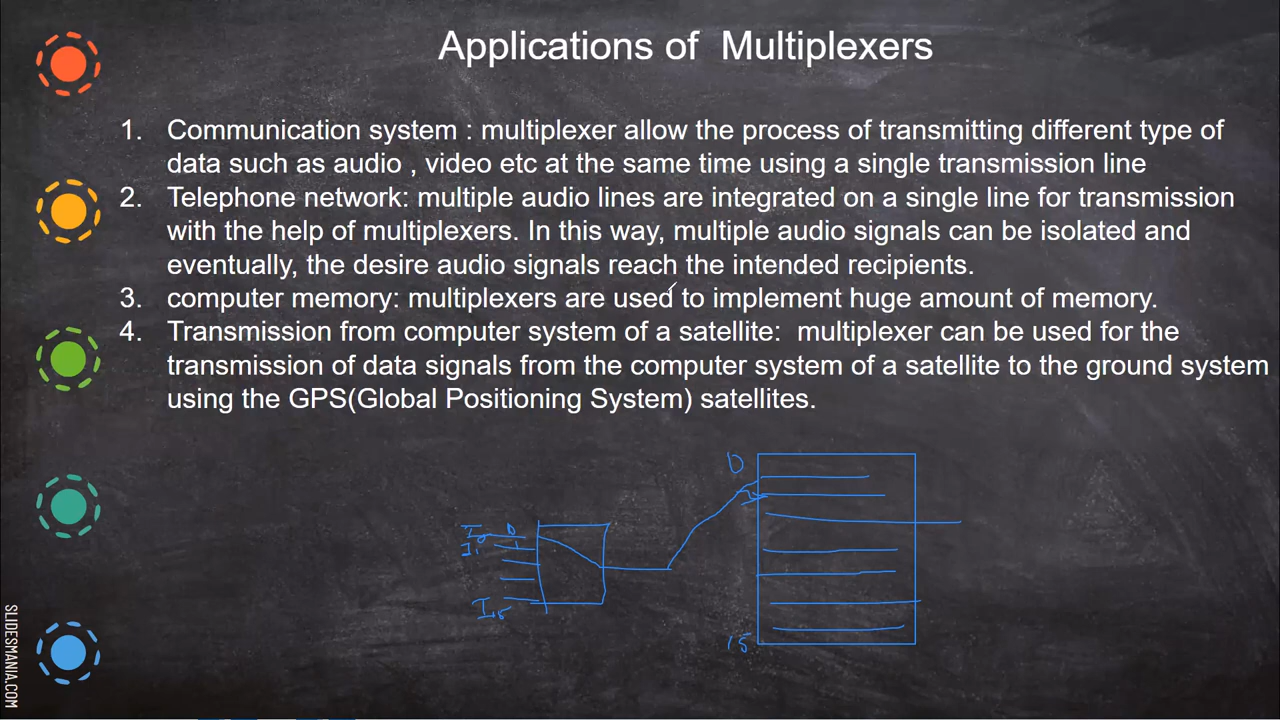 Applications of Multiplexers
1. Communication system : multiplexer allow the process of transmitting different type of
data such as audio , video etc at the same time using a single transmission line
2. Telephone network: multiple audio lines are integrated on a single line for transmission
with the help of multiplexers. In this way, multiple audio signals can be isolated and
eventually, the desire audio signals reach the intended recipients.
3. computer memory: multiplexers are used to implement huge amount of memory.
4. Transmission from computer system of a satellite: multiplexer can be used for the
transmission of data signals from the computer system of a satellite to the ground system
using the GPS(Global Positioning System) satellites.
0
I0 0
I1 1
I15
15
SLIDESMANIA.COM